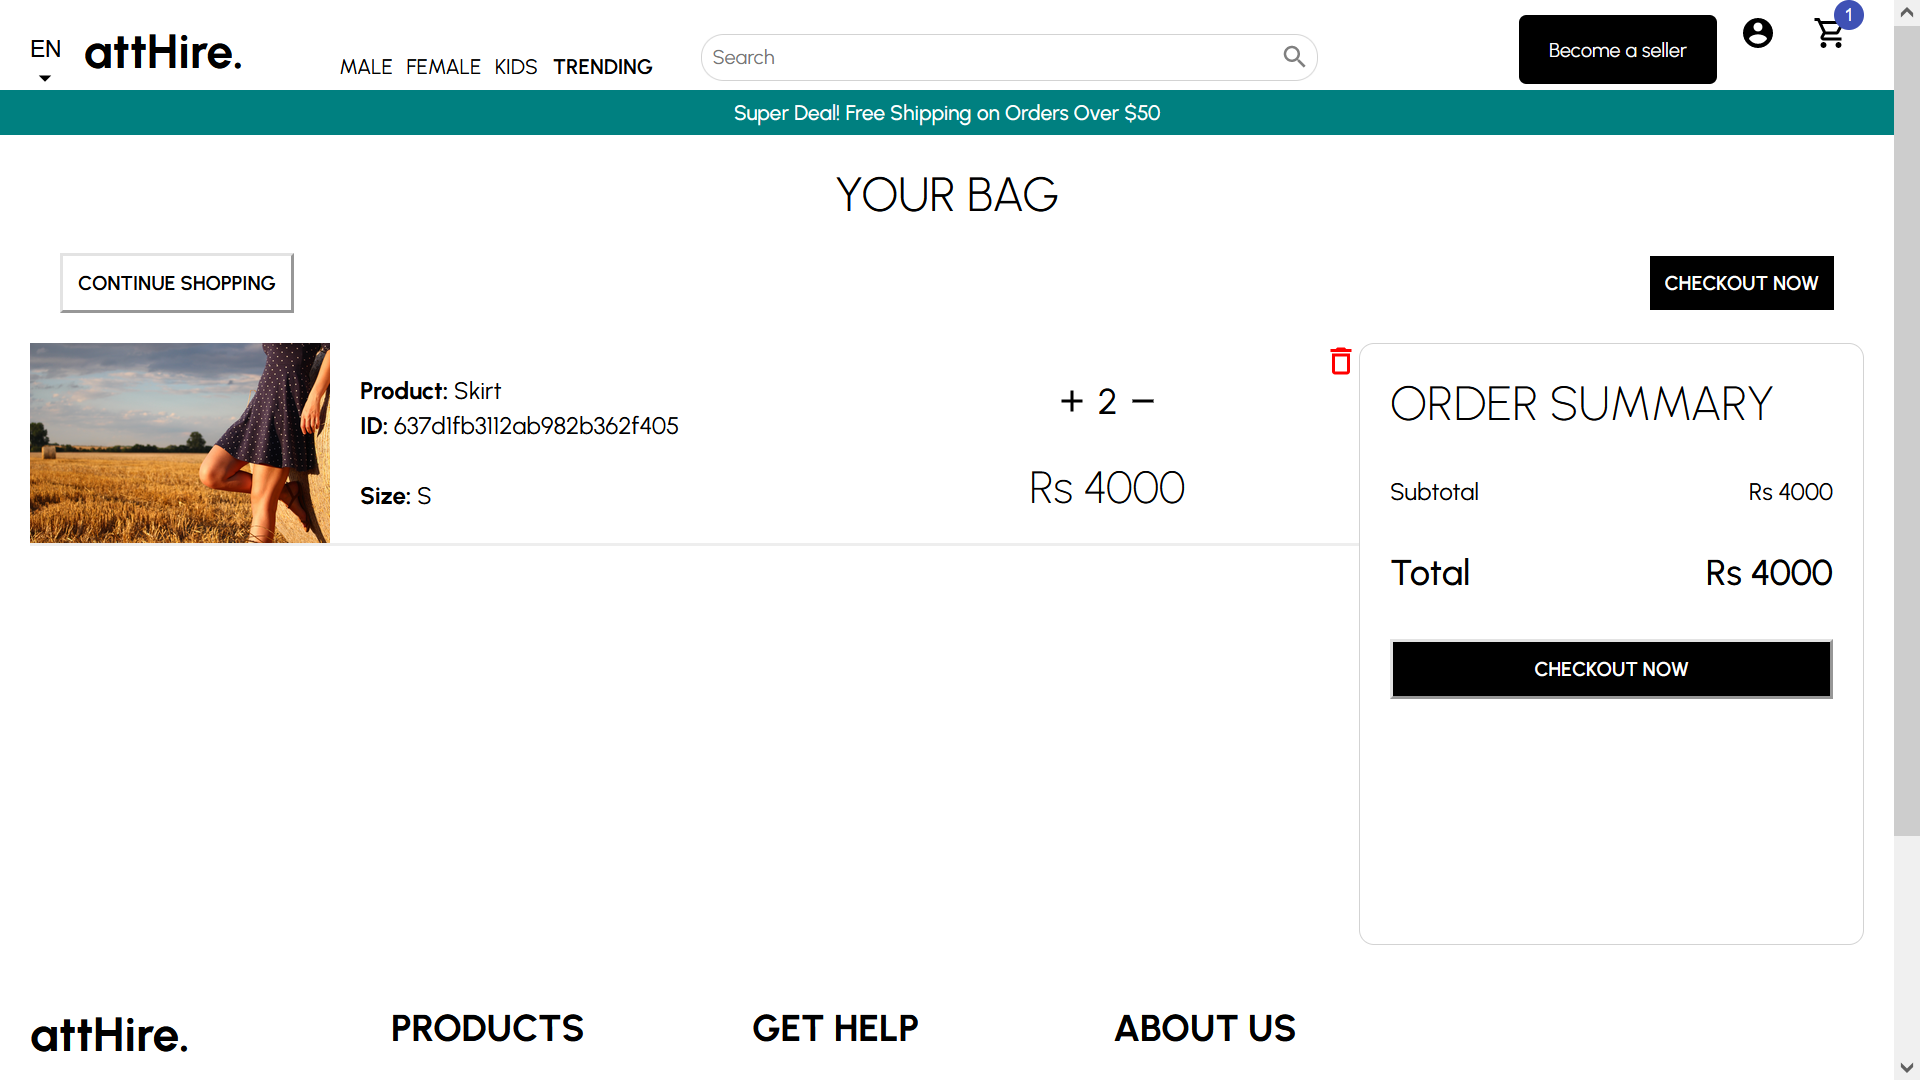 EN
attHire.
MALE FEMALE KIDS TRENDING
Search
Become a seller
1
Super Deal! Free Shipping on Orders Over $50
YOUR BAG
CONTINUE SHOPPING
CHECKOUT NOW
Product: Skirt
ID: 637d1fb3112ab982b362f405
Size: S
+ 2 −
Rs 4000
ORDER SUMMARY
Subtotal Rs 4000
Total Rs 4000
CHECKOUT NOW
attHire.
PRODUCTS
GET HELP
ABOUT US